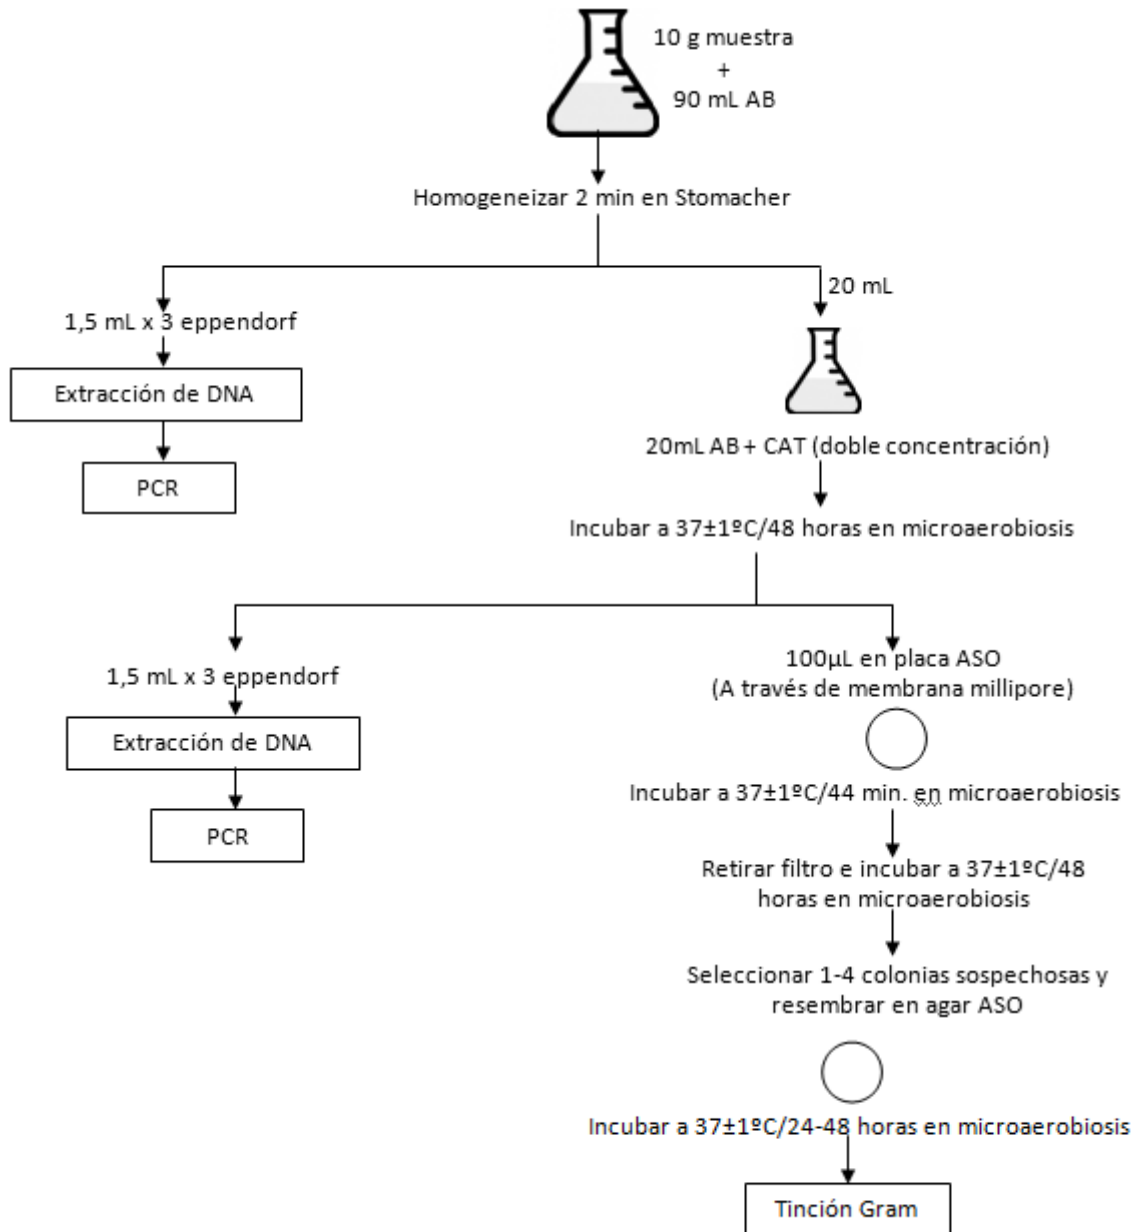 10 g muestra
+
90 mL AB
Homogeneizar 2 min en Stomacher
1,5 mL x 3 eppendorf
Extracción de DNA
PCR
20 mL
20mL AB + CAT (doble concentración)
Incubar a 37±1ºC/48 horas en microaerobiosis
1,5 mL x 3 eppendorf
Extracción de DNA
PCR
100µL en placa ASO
(A través de membrana millipore)
Incubar a 37±1ºC/44 min. en microaerobiosis
Retirar filtro e incubar a 37±1ºC/48
horas en microaerobiosis
Seleccionar 1-4 colonias sospechosas y
resembrar en agar ASO
Incubar a 37±1ºC/24-48 horas en microaerobiosis
Tinción Gram